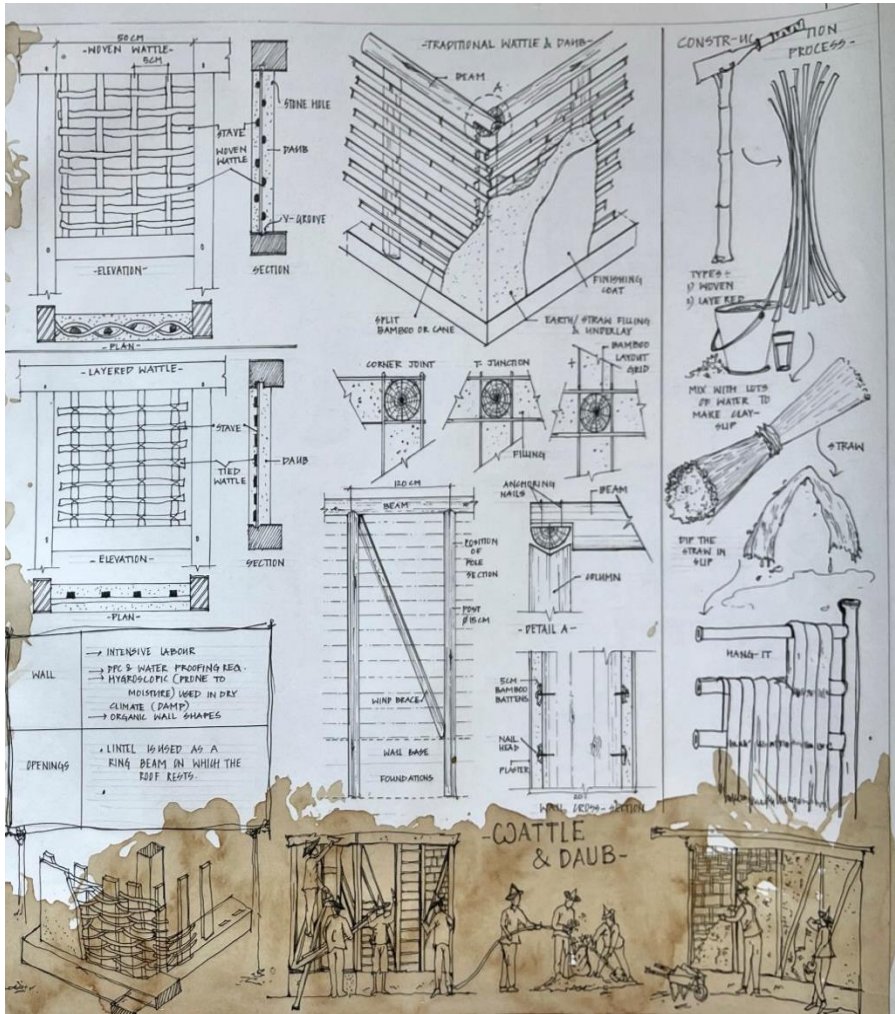 50CM
-WOVEN WATTLE-
5CM
STAVE
WOVEN
WATTLE
STONE HOLE
DAUB
V-GROOVE
-ELEVATION-
SECTION
-PLAN-
-LAYERED WATTLE-
STAVE
TIED
WATTLE
DAUB
-ELEVATION-
SECTION
-PLAN-
WALL
→ INTENSIVE LABOUR
→ DPC & WATER PROOFING REQ.
→ HYGROSCOPIC (PRONE TO
MOISTURE) USED IN DRY
CLIMATE (DAMP)
→ ORGANIC WALL SHAPES
OPENINGS
• LINTEL IS USED AS A
RING BEAM ON WHICH THE
ROOF RESTS.
-TRADITIONAL WATTLE & DAUB-
BEAM
A
SPLIT
BAMBOO OR CANE
FINISHING
COAT
EARTH/ STRAW FILLING
& UNDERLAY
CORNER JOINT
T- JUNCTION
BAMBOO
LAYOUT
GRID
+
FILLING
120CM
BEAM
POSITION
OF
POLE
SECTION
POST
Ø 15CM
WIND BRACE
WALL BASE
FOUNDATIONS
ANCHORING
NAILS
BEAM
COLUMN
-DETAIL A-
5CM
BAMBOO
BATTENS
NAIL
HEAD
PLASTER
WALL CROSS-SECTION
CONSTR-UCTION
PROCESS-
TYPES:
1) WOVEN
2) LAYERED
MIX WITH LOTS
OF WATER TO
MAKE CLAY-
SLIP
STRAW
DIP THE
STRAW IN
SLIP
HANG-IT
-WATTLE
& DAUB-